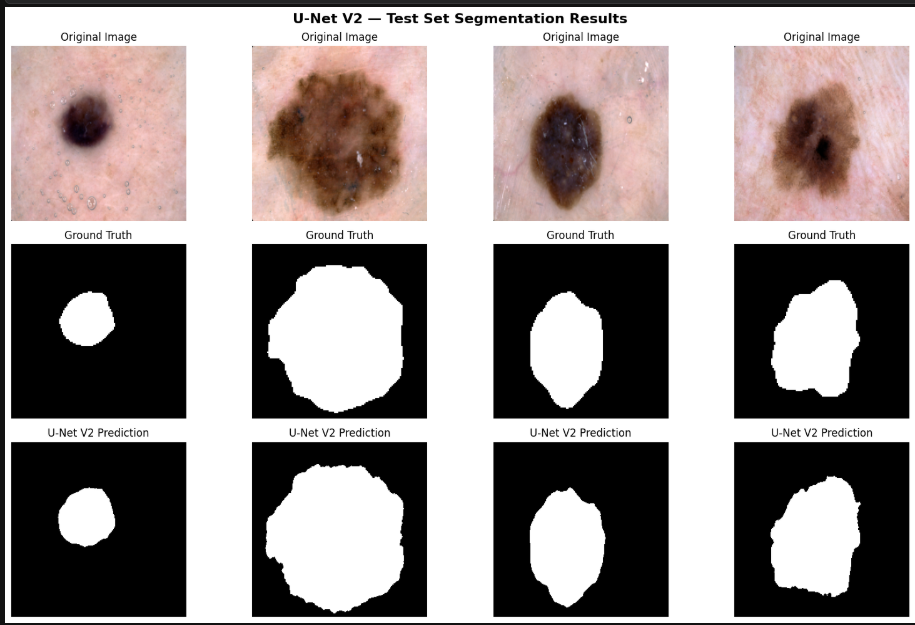 U-Net V2 — Test Set Segmentation Results
Original Image Original Image Original Image Original Image
Ground Truth Ground Truth Ground Truth Ground Truth
U-Net V2 Prediction U-Net V2 Prediction U-Net V2 Prediction U-Net V2 Prediction